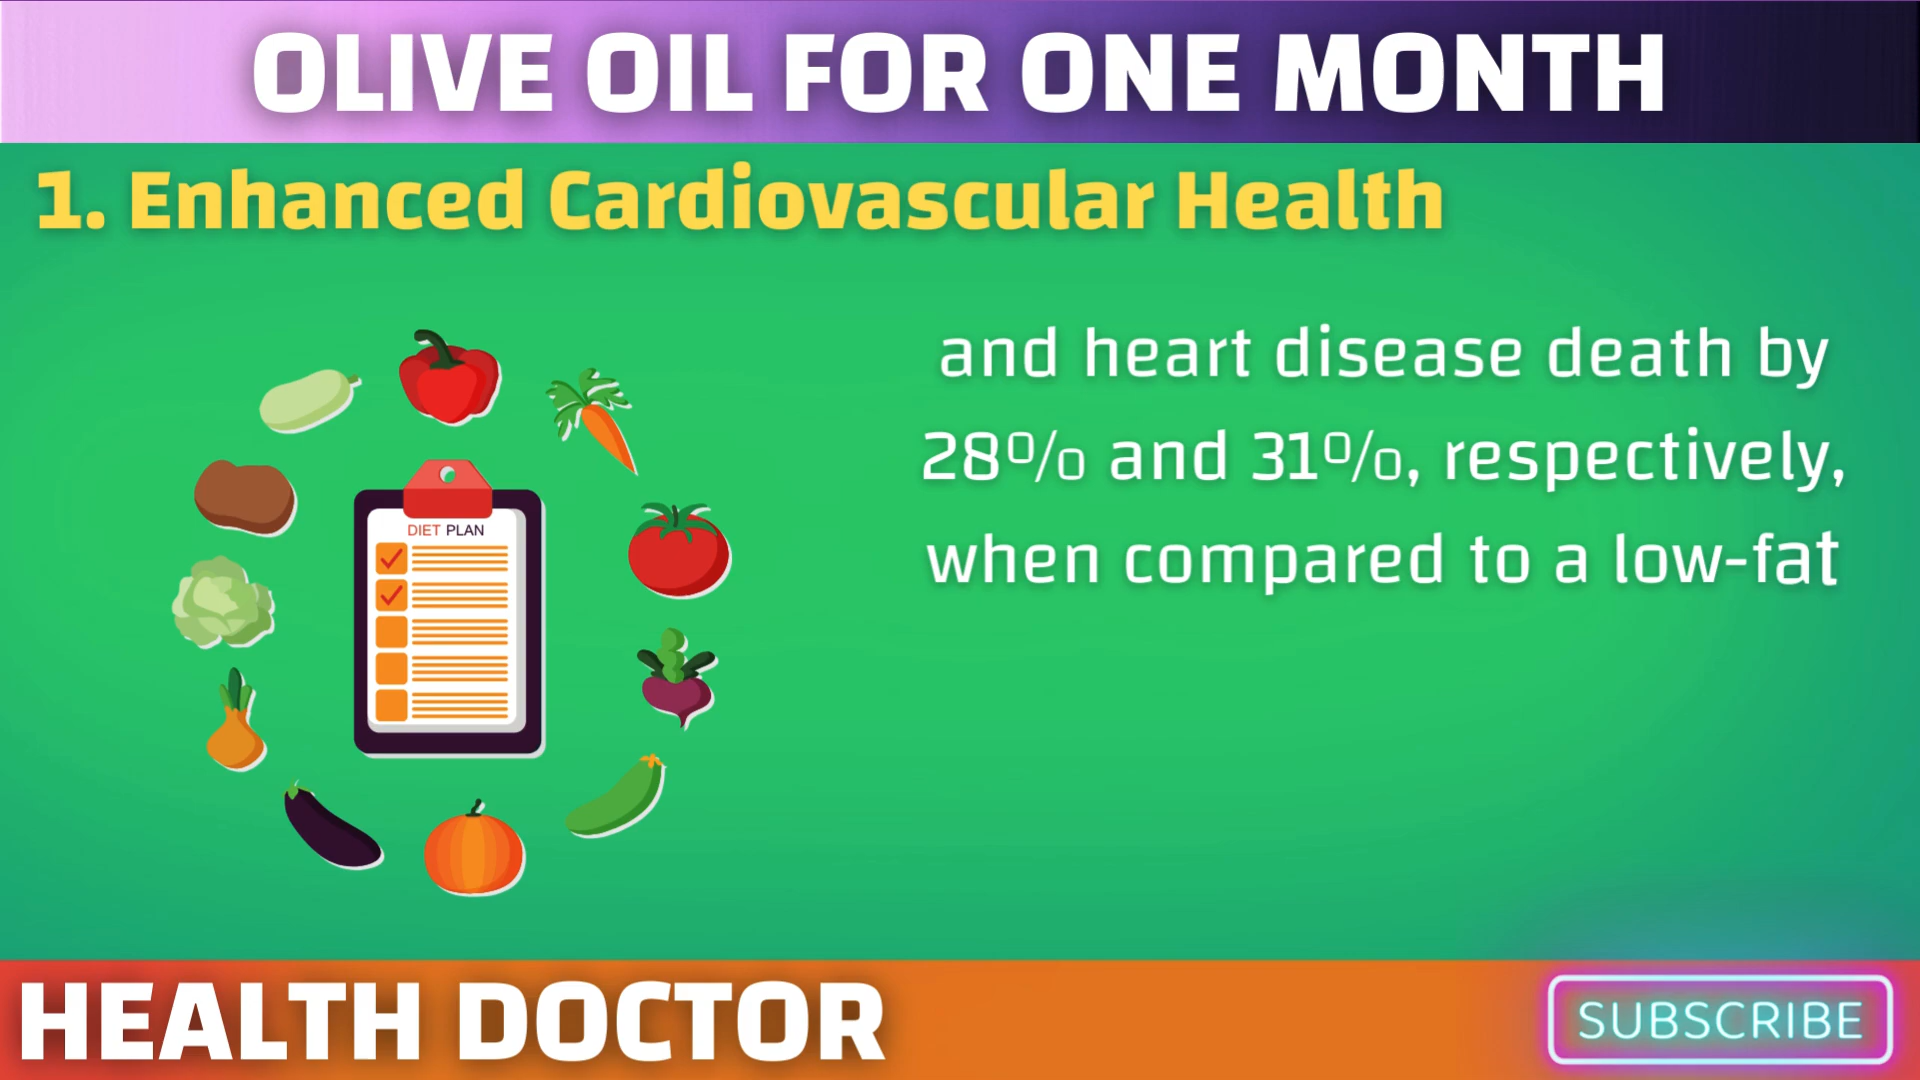 OLIVE OIL FOR ONE MONTH
1. Enhanced Cardiovascular Health
and heart disease death by
28% and 31%, respectively,
when compared to a low-fat
DIET PLAN
HEALTH DOCTOR
SUBSCRIBE